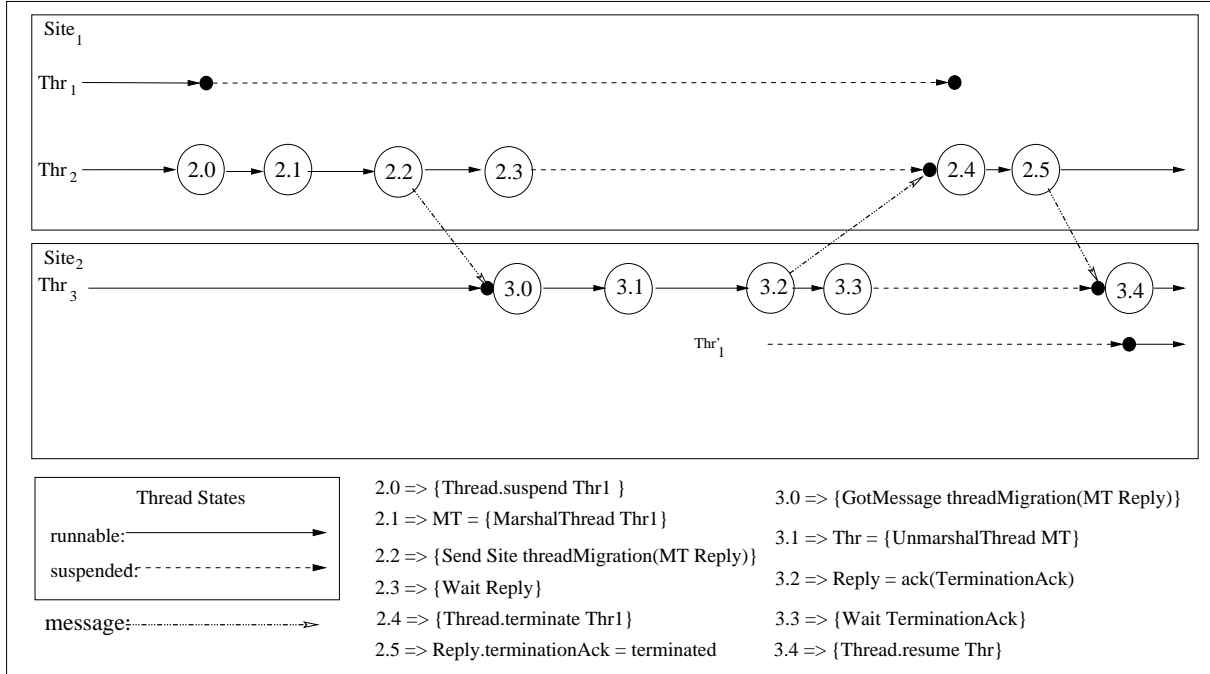 Site1
Thr1
Thr2 2.0 2.1 2.2 2.3 2.4 2.5
Site2
Thr3 3.0 3.1 3.2 3.3 3.4
Thr'1
Thread States
runnable:
suspended:
message:
2.0 => {Thread.suspend Thr1 }
2.1 => MT = {MarshalThread Thr1}
2.2 => {Send Site threadMigration(MT Reply)}
2.3 => {Wait Reply}
2.4 => {Thread.terminate Thr1}
2.5 => Reply.terminationAck = terminated
3.0 => {GotMessage threadMigration(MT Reply)}
3.1 => Thr = {UnmarshalThread MT}
3.2 => Reply = ack(TerminationAck)
3.3 => {Wait TerminationAck}
3.4 => {Thread.resume Thr}